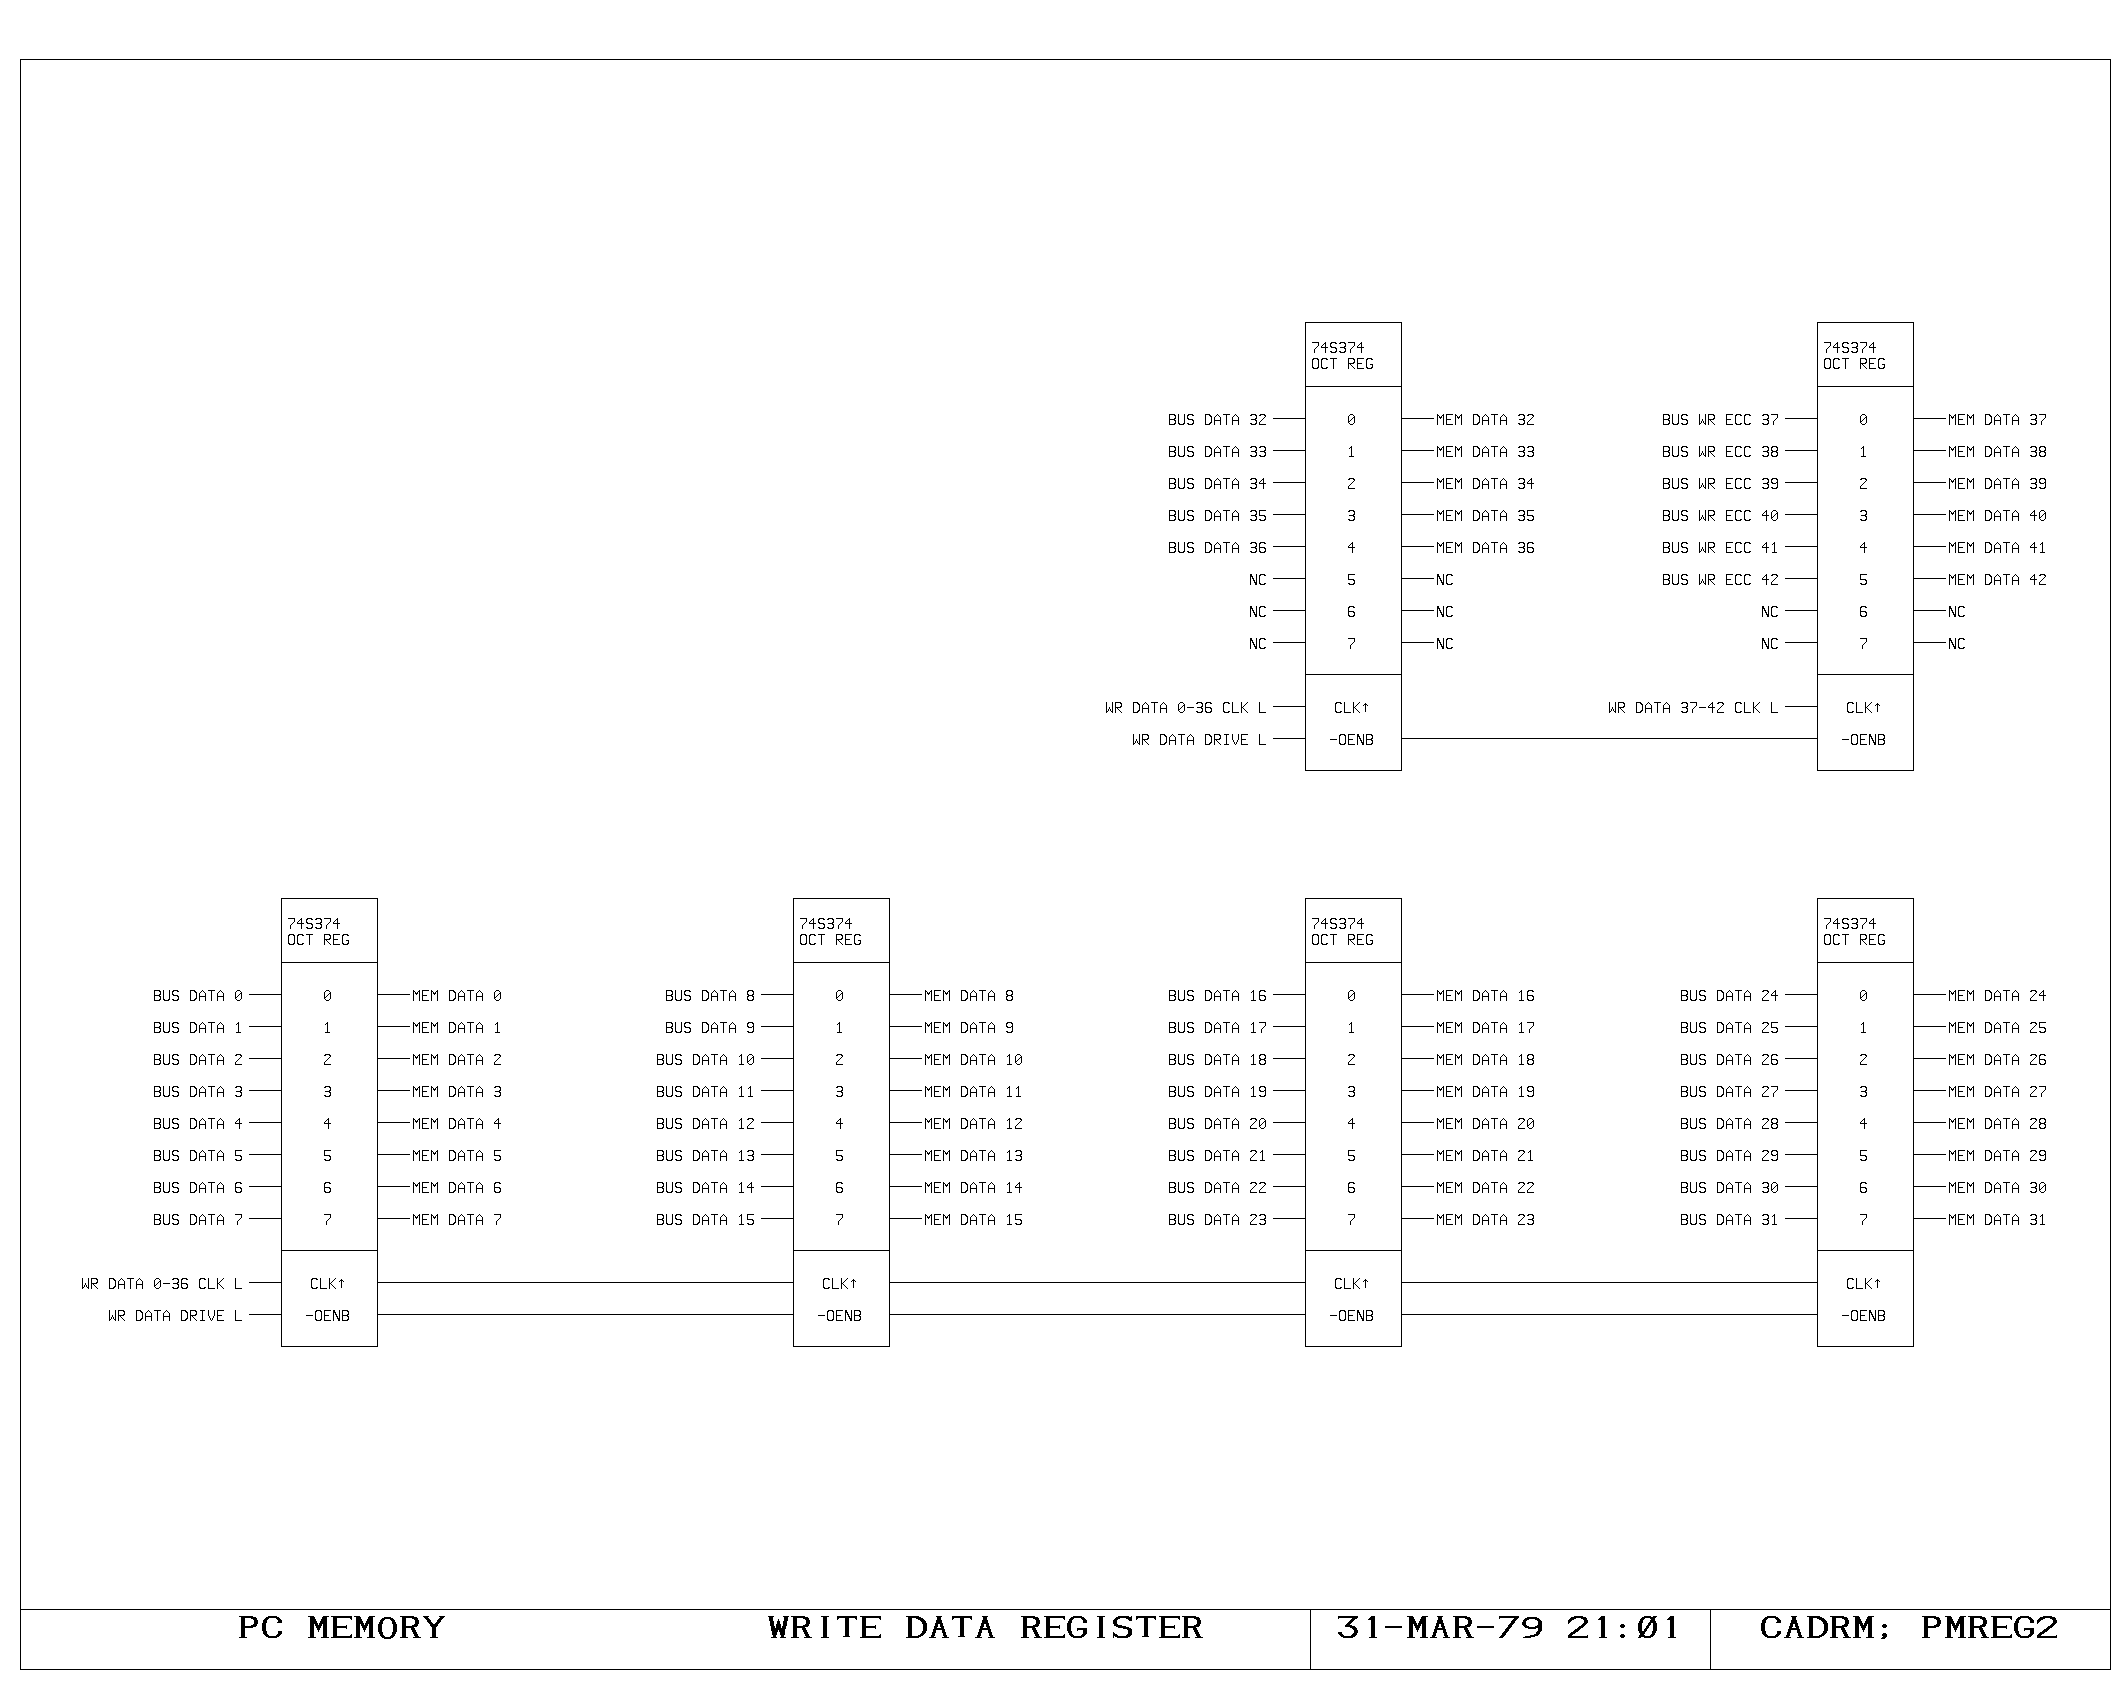 74S374 74S374
OCT REG OCT REG
BUS DATA 32 0 MEM DATA 32 BUS WR ECC 37 0 MEM DATA 37
BUS DATA 33 1 MEM DATA 33 BUS WR ECC 38 1 MEM DATA 38
BUS DATA 34 2 MEM DATA 34 BUS WR ECC 39 2 MEM DATA 39
BUS DATA 35 3 MEM DATA 35 BUS WR ECC 40 3 MEM DATA 40
BUS DATA 36 4 MEM DATA 36 BUS WR ECC 41 4 MEM DATA 41
NC 5 NC BUS WR ECC 42 5 MEM DATA 42
NC 6 NC NC 6 NC
NC 7 NC NC 7 NC
WR DATA 0-36 CLK L CLK↑ WR DATA 37-42 CLK L CLK↑
WR DATA DRIVE L -OENB -OENB
74S374 74S374 74S374 74S374
OCT REG OCT REG OCT REG OCT REG
BUS DATA 0 0 MEM DATA 0 BUS DATA 8 0 MEM DATA 8 BUS DATA 16 0 MEM DATA 16 BUS DATA 24 0 MEM DATA 24
BUS DATA 1 1 MEM DATA 1 BUS DATA 9 1 MEM DATA 9 BUS DATA 17 1 MEM DATA 17 BUS DATA 25 1 MEM DATA 25
BUS DATA 2 2 MEM DATA 2 BUS DATA 10 2 MEM DATA 10 BUS DATA 18 2 MEM DATA 18 BUS DATA 26 2 MEM DATA 26
BUS DATA 3 3 MEM DATA 3 BUS DATA 11 3 MEM DATA 11 BUS DATA 19 3 MEM DATA 19 BUS DATA 27 3 MEM DATA 27
BUS DATA 4 4 MEM DATA 4 BUS DATA 12 4 MEM DATA 12 BUS DATA 20 4 MEM DATA 20 BUS DATA 28 4 MEM DATA 28
BUS DATA 5 5 MEM DATA 5 BUS DATA 13 5 MEM DATA 13 BUS DATA 21 5 MEM DATA 21 BUS DATA 29 5 MEM DATA 29
BUS DATA 6 6 MEM DATA 6 BUS DATA 14 6 MEM DATA 14 BUS DATA 22 6 MEM DATA 22 BUS DATA 30 6 MEM DATA 30
BUS DATA 7 7 MEM DATA 7 BUS DATA 15 7 MEM DATA 15 BUS DATA 23 7 MEM DATA 23 BUS DATA 31 7 MEM DATA 31
WR DATA 0-36 CLK L CLK↑ CLK↑ CLK↑ CLK↑
WR DATA DRIVE L -OENB -OENB -OENB -OENB
PC MEMORY WRITE DATA REGISTER 31-MAR-79 21:01 CADRM; PMREG2